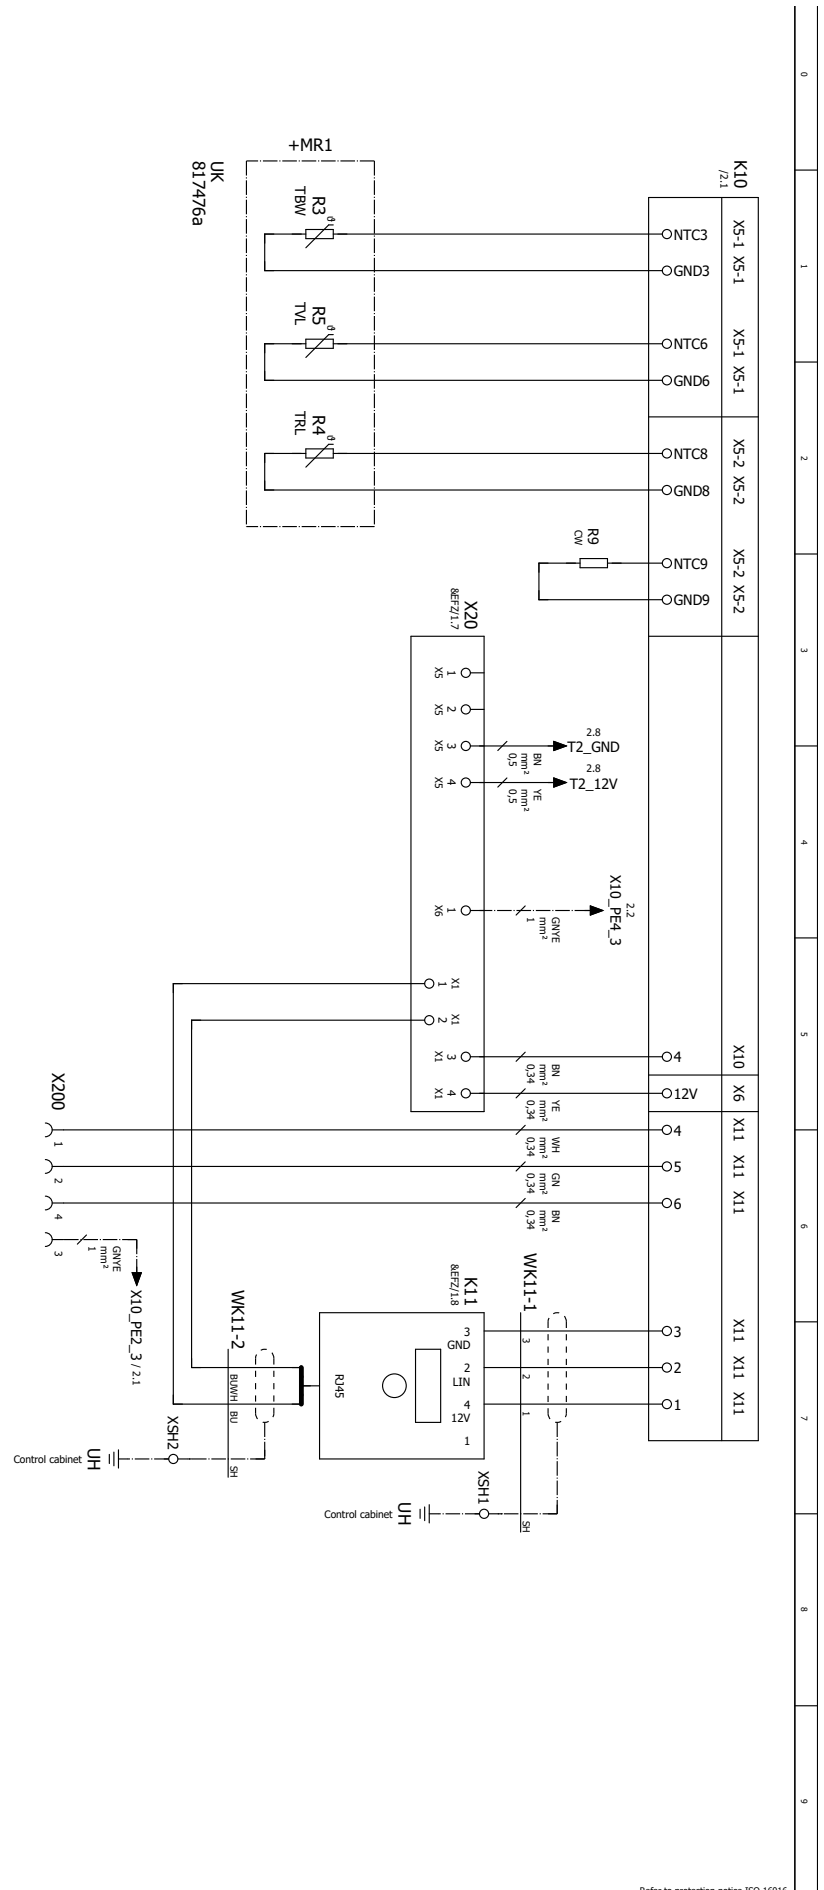 0
1
2
3
4
5
6
7
8
9
K10
/2.1
X5-1 X5-1
X5-1 X5-1
X5-2 X5-2
X5-2 X5-2
X10
X6
X11
X11
X11
X11
X11
X11
NTC3
GND3
NTC6
GND6
NTC8
GND8
NTC9
GND9
4
12V
4
5
6
3
2
1
+MR1
UK
817476a
R3
TBW
R5
TVL
R4
TRL
R9
CW
X20
&EFZ/1.7
1 X5
2 X5
3 X5
4 X5
1 X6
1 X1
2 X1
3 X1
4 X1
BN
mm²
0,5
2.8
T2_GND
YE
mm²
0,5
2.8
T2_12V
GNYE
mm²
1
2.2
X10_PE4_3
BN
mm²
0,34
YE
mm²
0,34
WH
mm²
0,34
GN
mm²
0,34
BN
mm²
0,34
X200
1
2
4
3
GNYE
mm²
1
X10_PE2_3 / 2.1
WK11-1
3
2
1
SH
K11
&EFZ/1.8
3
GND
2
LIN
4
12V
1
RJ45
WK11-2
BUWH
BU
SH
XSH2
UH
Control cabinet
XSH1
UH
Control cabinet